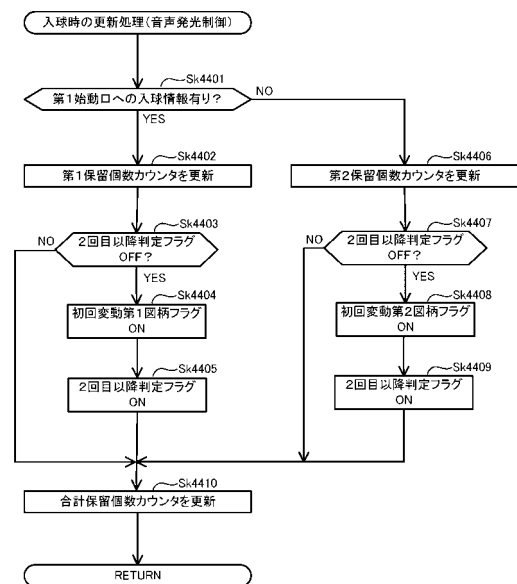 入球時の更新処理(音声発光制御)
Sk4401
第1始動口への入球情報有り?
NO
YES
Sk4402
第1保留個数カウンタを更新
Sk4406
第2保留個数カウンタを更新
Sk4403
NO
2回目以降判定フラグ
OFF?
YES
Sk4407
NO
2回目以降判定フラグ
OFF?
YES
Sk4404
初回変動第1図柄フラグ
ON
Sk4408
初回変動第2図柄フラグ
ON
Sk4405
2回目以降判定フラグ
ON
Sk4409
2回目以降判定フラグ
ON
Sk4410
合計保留個数カウンタを更新
RETURN